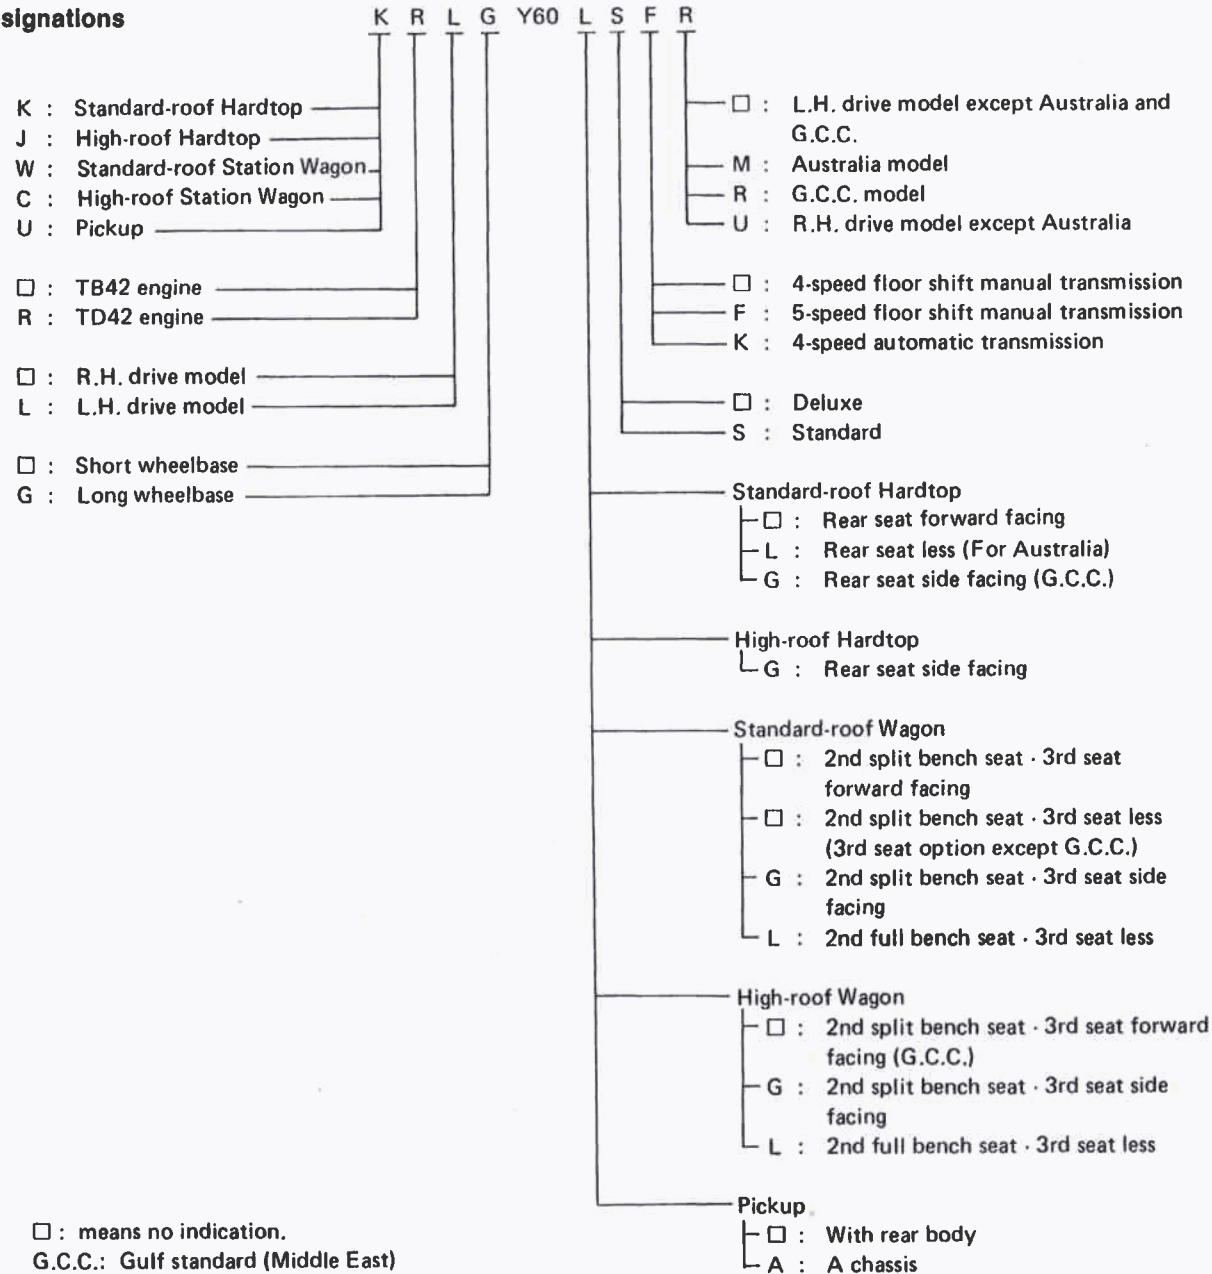 signations
K R L G Y60 L S F R
K : Standard-roof Hardtop
J : High-roof Hardtop
W : Standard-roof Station Wagon
C : High-roof Station Wagon
U : Pickup
□ : TB42 engine
R : TD42 engine
□ : R.H. drive model
L : L.H. drive model
□ : Short wheelbase
G : Long wheelbase
□ : L.H. drive model except Australia and
G.C.C.
M : Australia model
R : G.C.C. model
U : R.H. drive model except Australia
□ : 4-speed floor shift manual transmission
F : 5-speed floor shift manual transmission
K : 4-speed automatic transmission
□ : Deluxe
S : Standard
Standard-roof Hardtop
□ : Rear seat forward facing
L : Rear seat less (For Australia)
G : Rear seat side facing (G.C.C.)
High-roof Hardtop
G : Rear seat side facing
Standard-roof Wagon
□ : 2nd split bench seat · 3rd seat
forward facing
□ : 2nd split bench seat · 3rd seat less
(3rd seat option except G.C.C.)
G : 2nd split bench seat · 3rd seat side
facing
L : 2nd full bench seat · 3rd seat less
High-roof Wagon
□ : 2nd split bench seat · 3rd seat forward
facing (G.C.C.)
G : 2nd split bench seat · 3rd seat side
facing
L : 2nd full bench seat · 3rd seat less
Pickup
□ : With rear body
A : A chassis
□ : means no indication.
G.C.C.: Gulf standard (Middle East)